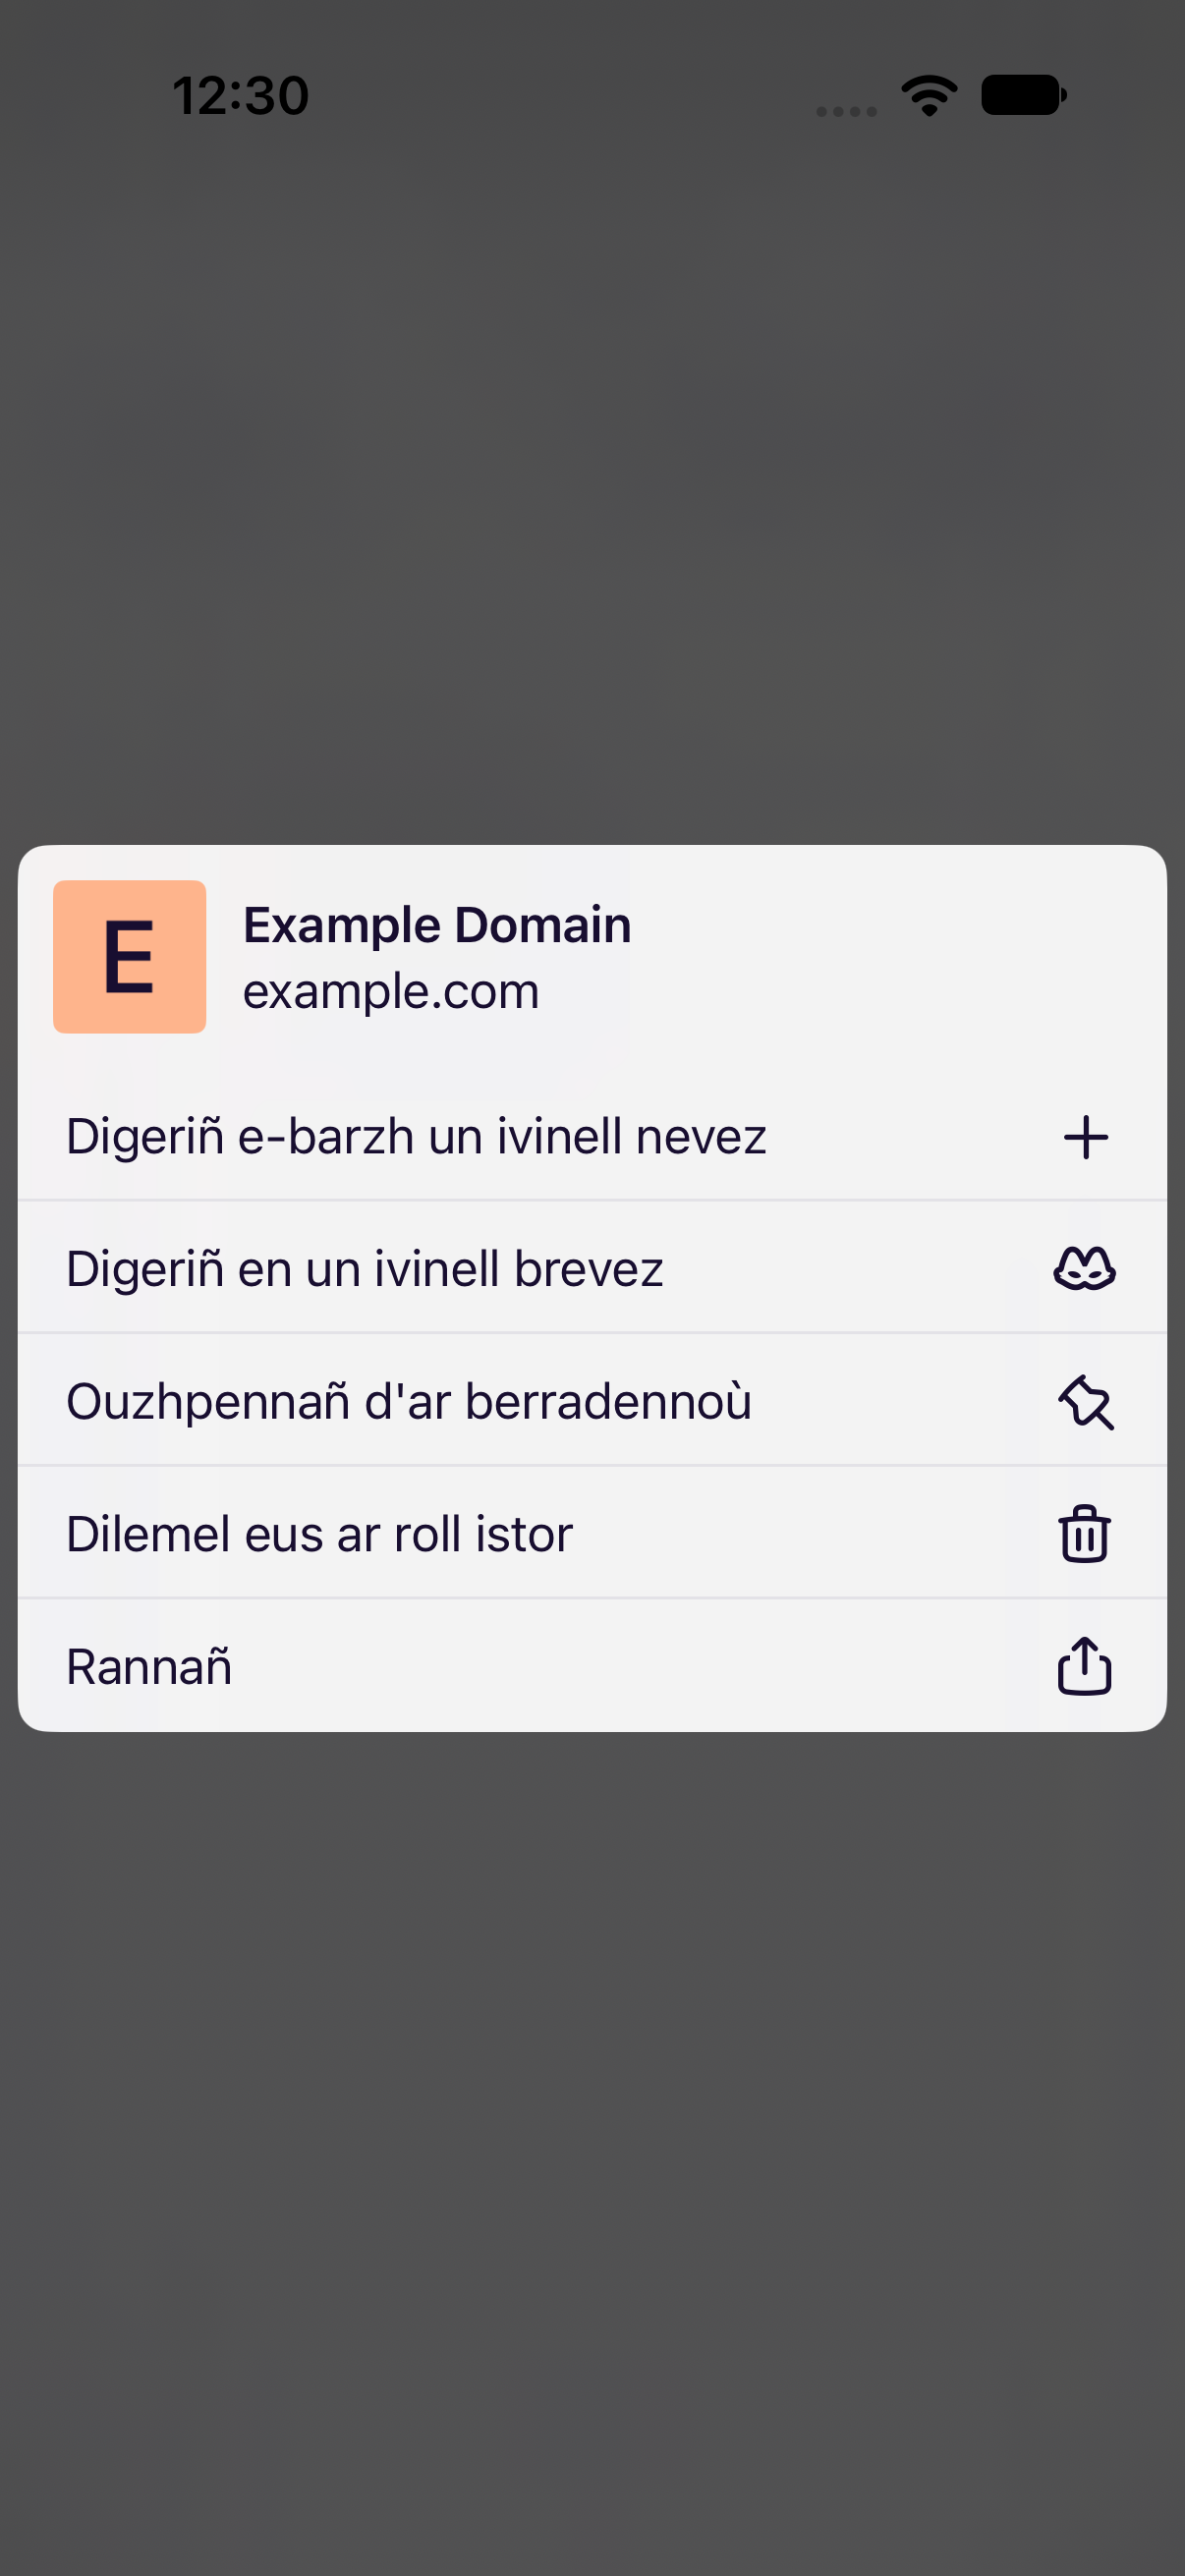 12:30
E
Example Domain
example.com
Digeriñ e-barzh un ivinell nevez
Digeriñ en un ivinell brevez
Ouzhpennañ d'ar berradennoù
Dilemel eus ar roll istor
Rannañ